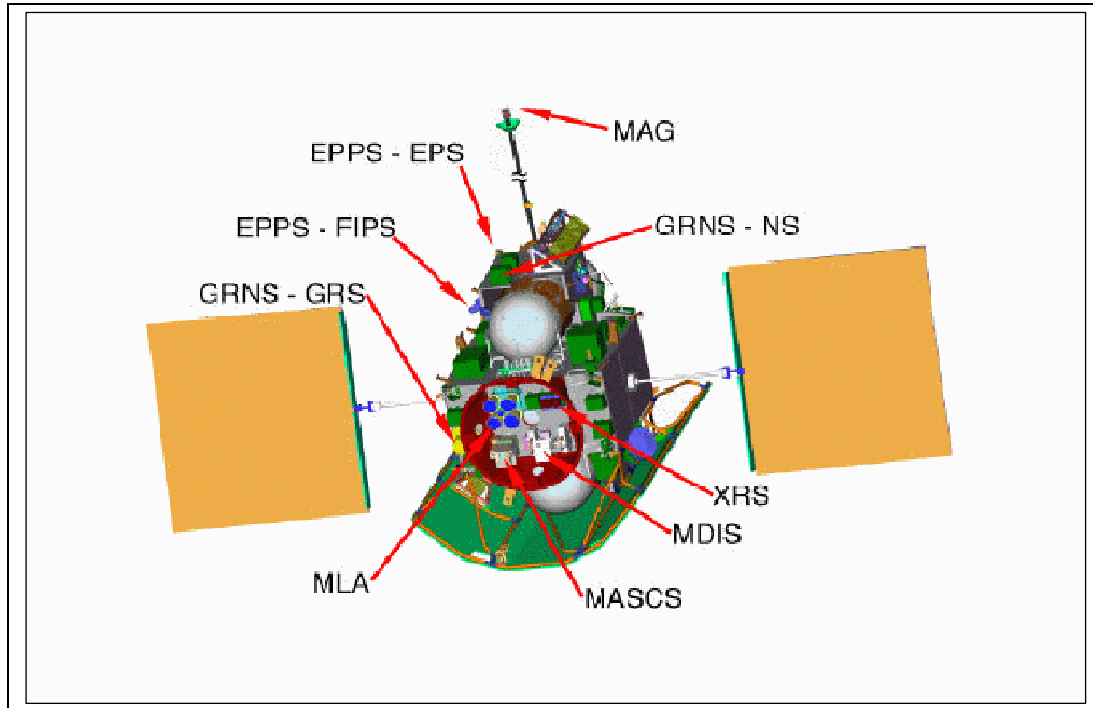 MAG
EPPS - EPS
EPPS - FIPS
GRNS - NS
GRNS - GRS
XRS
MDIS
MLA
MASCS